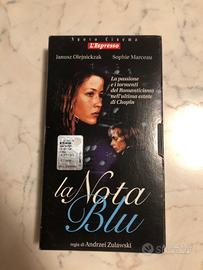 Nuovo Cinema
L'Espresso
Janusz Olejniczak
Sophie Marceau
La passione
e i tormenti
del Romanticismo
nell'ultima estate
di Chopin
la Nota
Blu
regia di Andrzej Zulawski
subito